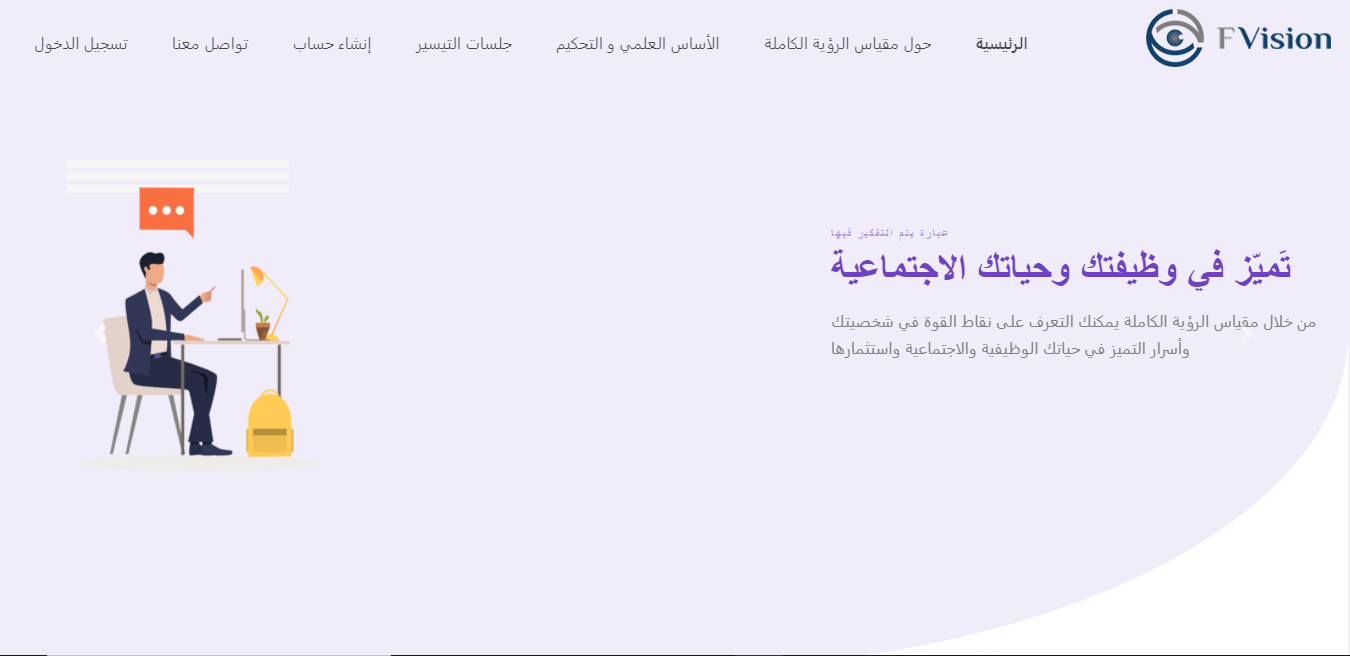 F Vision
الرئيسية
حول مقياس الرؤية الكاملة
الأساس العلمي و التحكيم
جلسات التيسير
إنشاء حساب
تواصل معنا
تسجيل الدخول
عبارة يتم التفكير فيها
تَميّز في وظيفتك وحياتك الاجتماعية
من خلال مقياس الرؤية الكاملة يمكنك التعرف على نقاط القوة في شخصيتك
وأسرار التميز في حياتك الوظيفية والاجتماعية واستثمارها